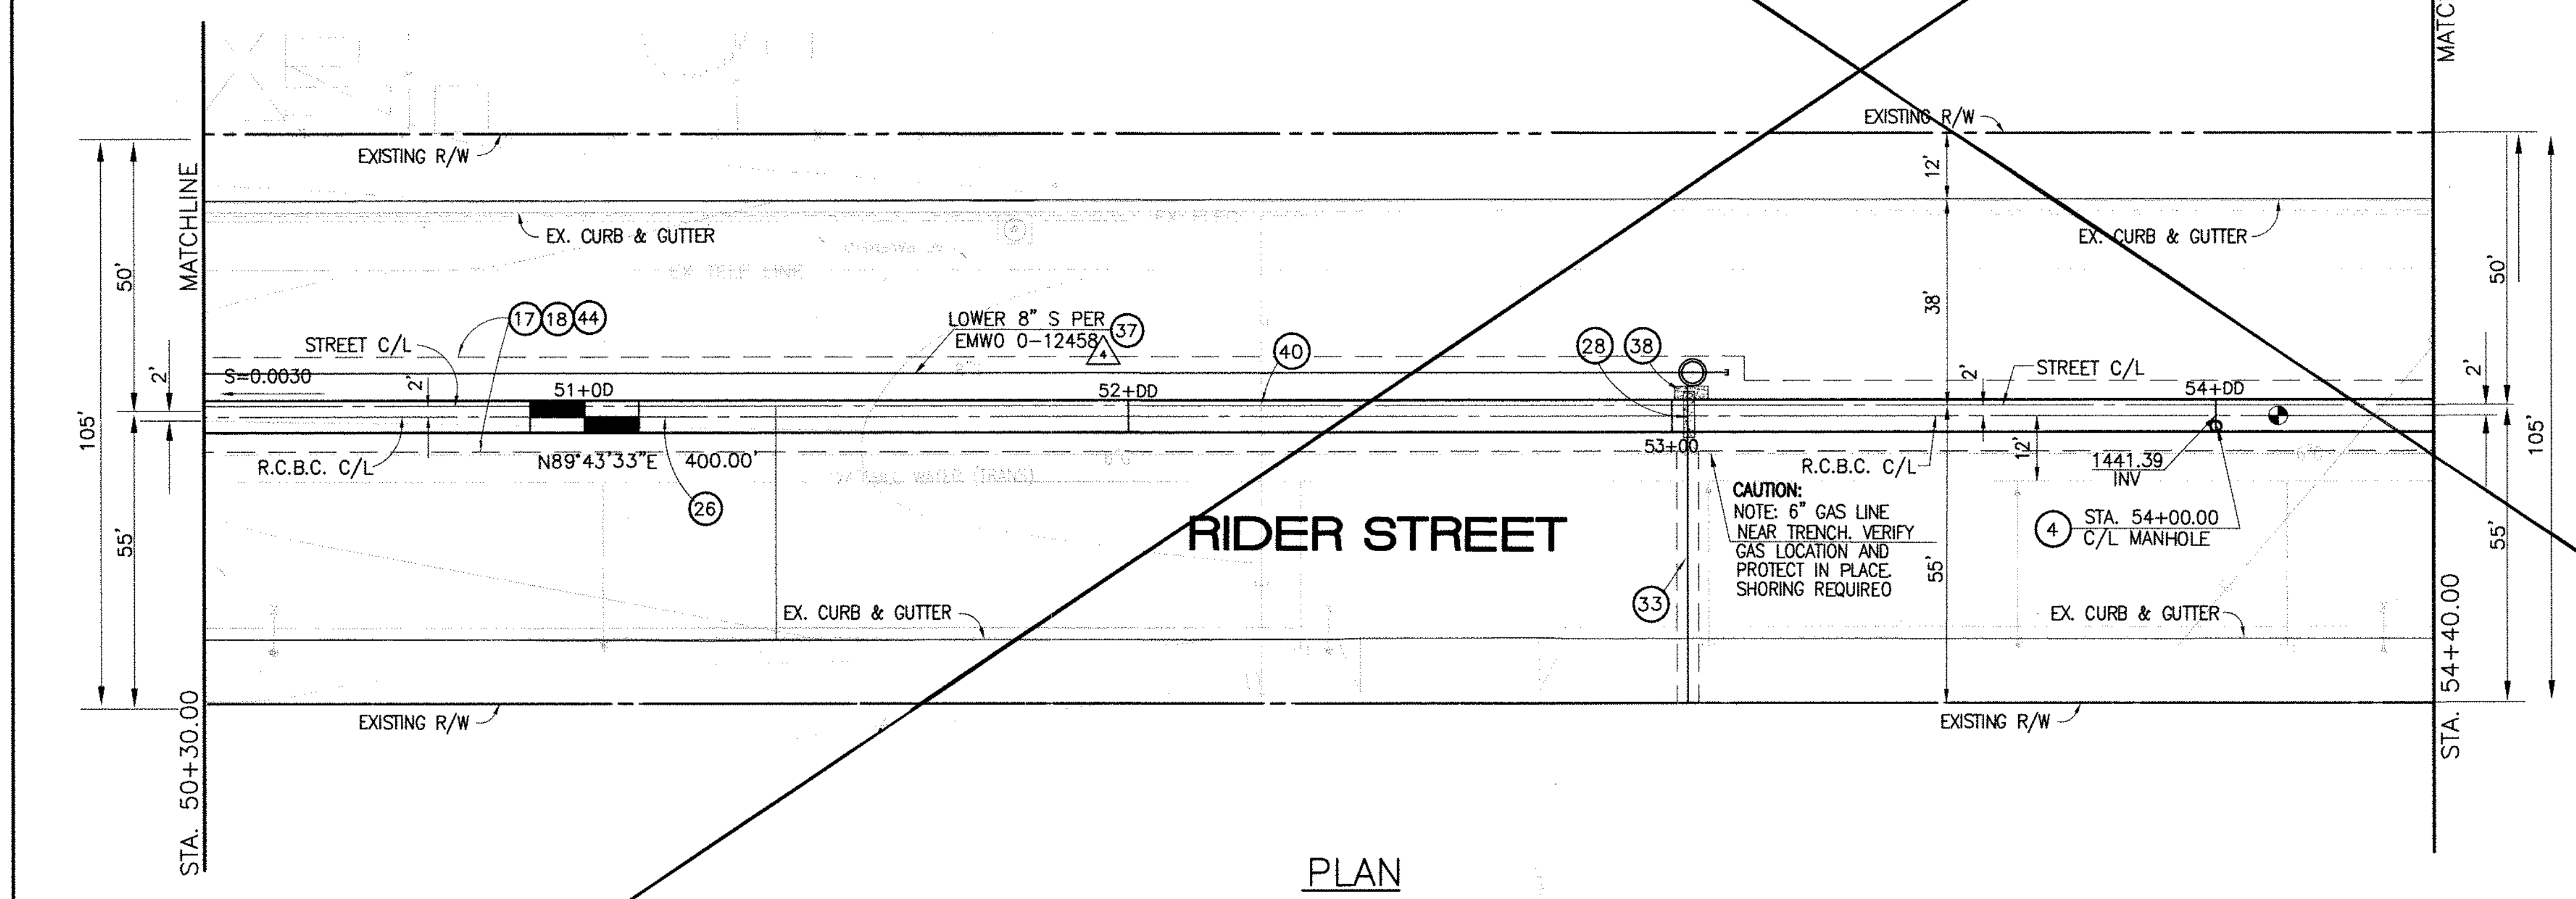 MATC
EXISTING R/W
EXISTING R/W
MATCHLINE
12'
EX. CURB & GUTTER
EX. CURB & GUTTER
EX TELE LINE
50'
50'
38'
17 18 44
LOWER 8" S PER
EMWO 0-12458
37
4
40
28 38
STREET C/L
STREET C/L
2'
2'
2'
2'
S=0.0030
51+0D
52+DD
54+DD
105'
105'
R.C.B.C. C/L
N89°43'33"E 400.00'
53+00
R.C.B.C. C/L
12'
1441.39
INV
6"G
26
CAUTION:
NOTE: 6" GAS LINE
NEAR TRENCH. VERIFY
GAS LOCATION AND
PROTECT IN PLACE.
SHORING REQUIREO
RIDER STREET
4
STA. 54+00.00
C/L MANHOLE
55'
55'
55'
33
EX. CURB & GUTTER
EX. CURB & GUTTER
EXISTING R/W
EXISTING R/W
STA. 50+30.00
STA. 54+40.00
PLAN